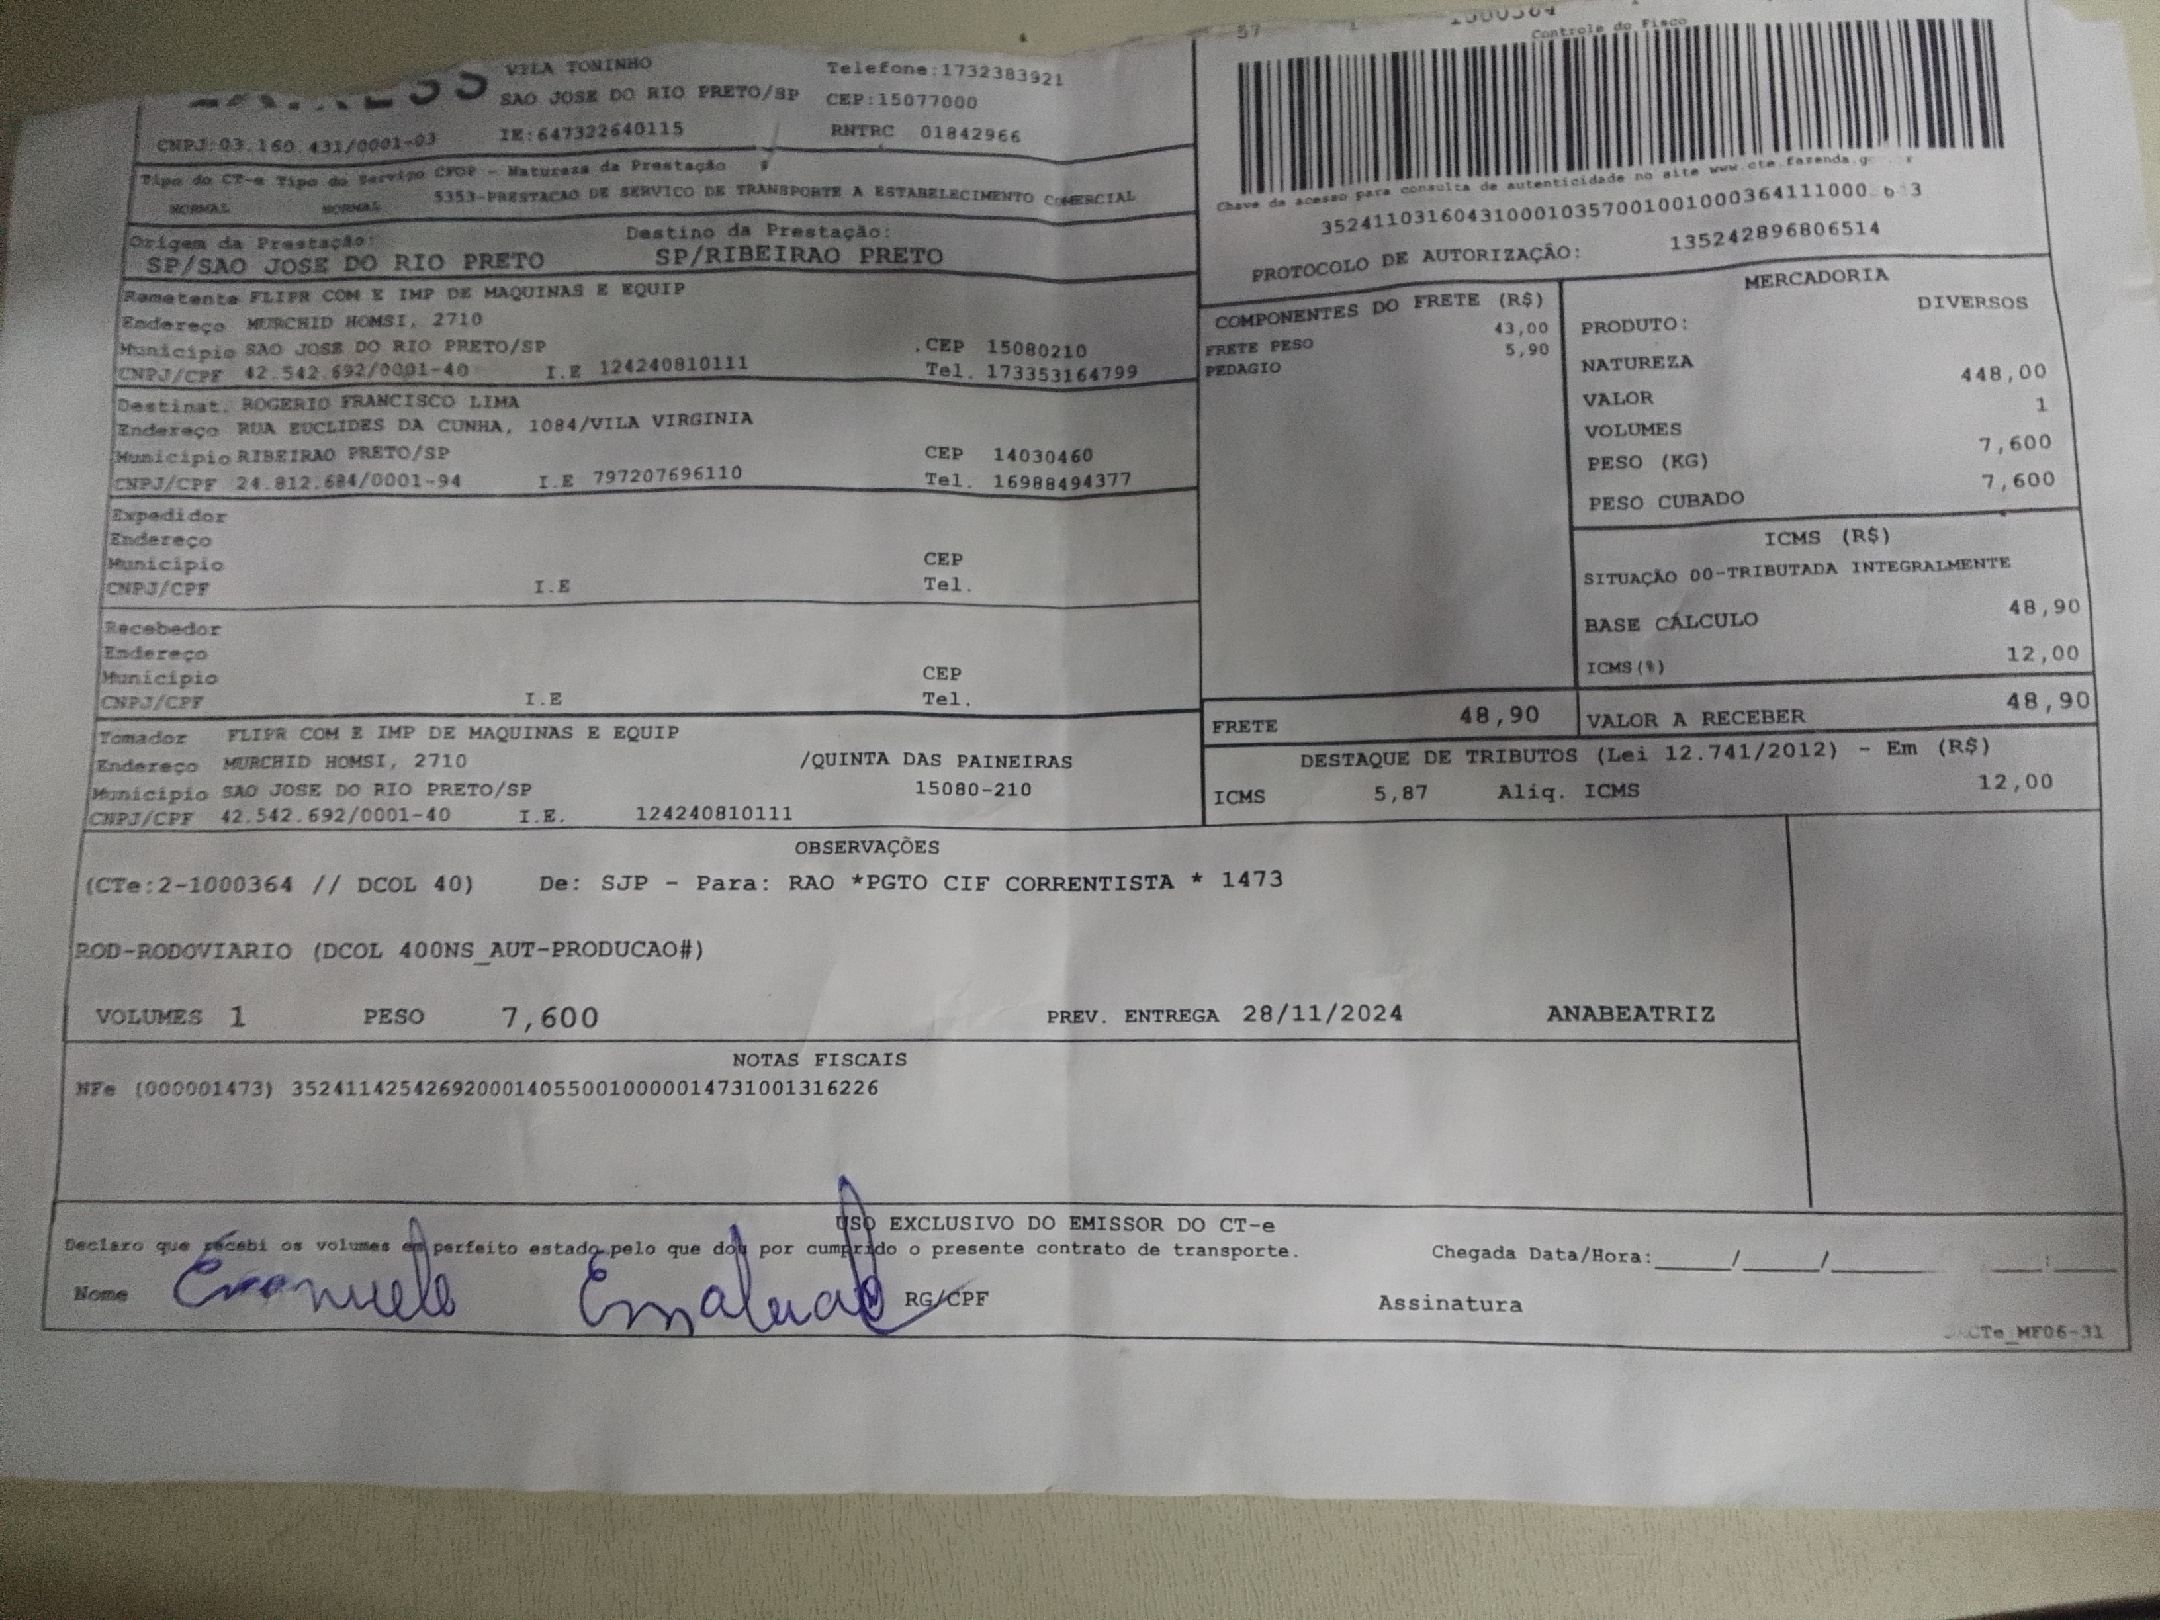 57 1 1000364
Controle do Fisco
VILA TONINHO Telefone:1732383921
SAO JOSE DO RIO PRETO/SP CEP:15077000
CNPJ:03.160.431/0001-03 IE:647322640115 RNTRC 01842966
Tipo do CT-e Tipo do Serviço CFOP - Natureza da Prestação
NORMAL NORMAL 5353-PRESTACAO DE SERVICO DE TRANSPORTE A ESTABELECIMENTO COMERCIAL
Chave de acesso para consulta de autenticidade no site www.cte.fazenda.g
PROTOCOLO DE AUTORIZAÇÃO: 135242896806514
Origem da Prestação: Destino da Prestação:
SP/SAO JOSE DO RIO PRETO SP/RIBEIRAO PRETO
Remetente FLIPR COM E IMP DE MAQUINAS E EQUIP
Endereço MURCHID HOMSI, 2710
Município SAO JOSE DO RIO PRETO/SP CEP 15080210
CNPJ/CPF 42.542.692/0001-40 I.E 124240810111 Tel. 173353164799
Destinat. ROGERIO FRANCISCO LIMA
Endereço RUA EUCLIDES DA CUNHA, 1084/VILA VIRGINIA
Município RIBEIRAO PRETO/SP CEP 14030460
CNPJ/CPF 24.812.684/0001-94 I.E 797207696110 Tel. 16988494377
Expedidor
Endereço
Município CEP
CNPJ/CPF I.E Tel.
Recebedor
Endereço
Município CEP
CNPJ/CPF I.E Tel.
Tomador FLIPR COM E IMP DE MAQUINAS E EQUIP
Endereço MURCHID HOMSI, 2710 /QUINTA DAS PAINEIRAS
Município SAO JOSE DO RIO PRETO/SP 15080-210
CNPJ/CPF 42.542.692/0001-40 I.E. 124240810111
COMPONENTES DO FRETE (R$)
FRETE PESO 43,00
PEDAGIO 5,90
MERCADORIA
PRODUTO: DIVERSOS
NATUREZA
VALOR 448,00
VOLUMES 1
PESO (KG) 7,600
PESO CUBADO 7,600
ICMS (R$)
SITUAÇÃO 00-TRIBUTADA INTEGRALMENTE
BASE CÁLCULO 48,90
ICMS(%) 12,00
FRETE 48,90 VALOR A RECEBER 48,90
DESTAQUE DE TRIBUTOS (Lei 12.741/2012) - Em (R$)
ICMS 5,87 Aliq. ICMS 12,00
OBSERVAÇÕES
(CTe:2-1000364 // DCOL 40) De: SJP - Para: RAO *PGTO CIF CORRENTISTA * 1473
ROD-RODOVIARIO (DCOL 400NS_AUT-PRODUCAO#)
VOLUMES 1 PESO 7,600 PREV. ENTREGA 28/11/2024 ANABEATRIZ
NOTAS FISCAIS
NFe (000001473) 35241142542692000140550010000014731001316226
USO EXCLUSIVO DO EMISSOR DO CT-e
Declaro que recebi os volumes em perfeito estado pelo que dou por cumprido o presente contrato de transporte. Chegada Data/Hora:_____/_____/_______ ____:____
Nome RG/CPF Assinatura
CTe_MF06-31